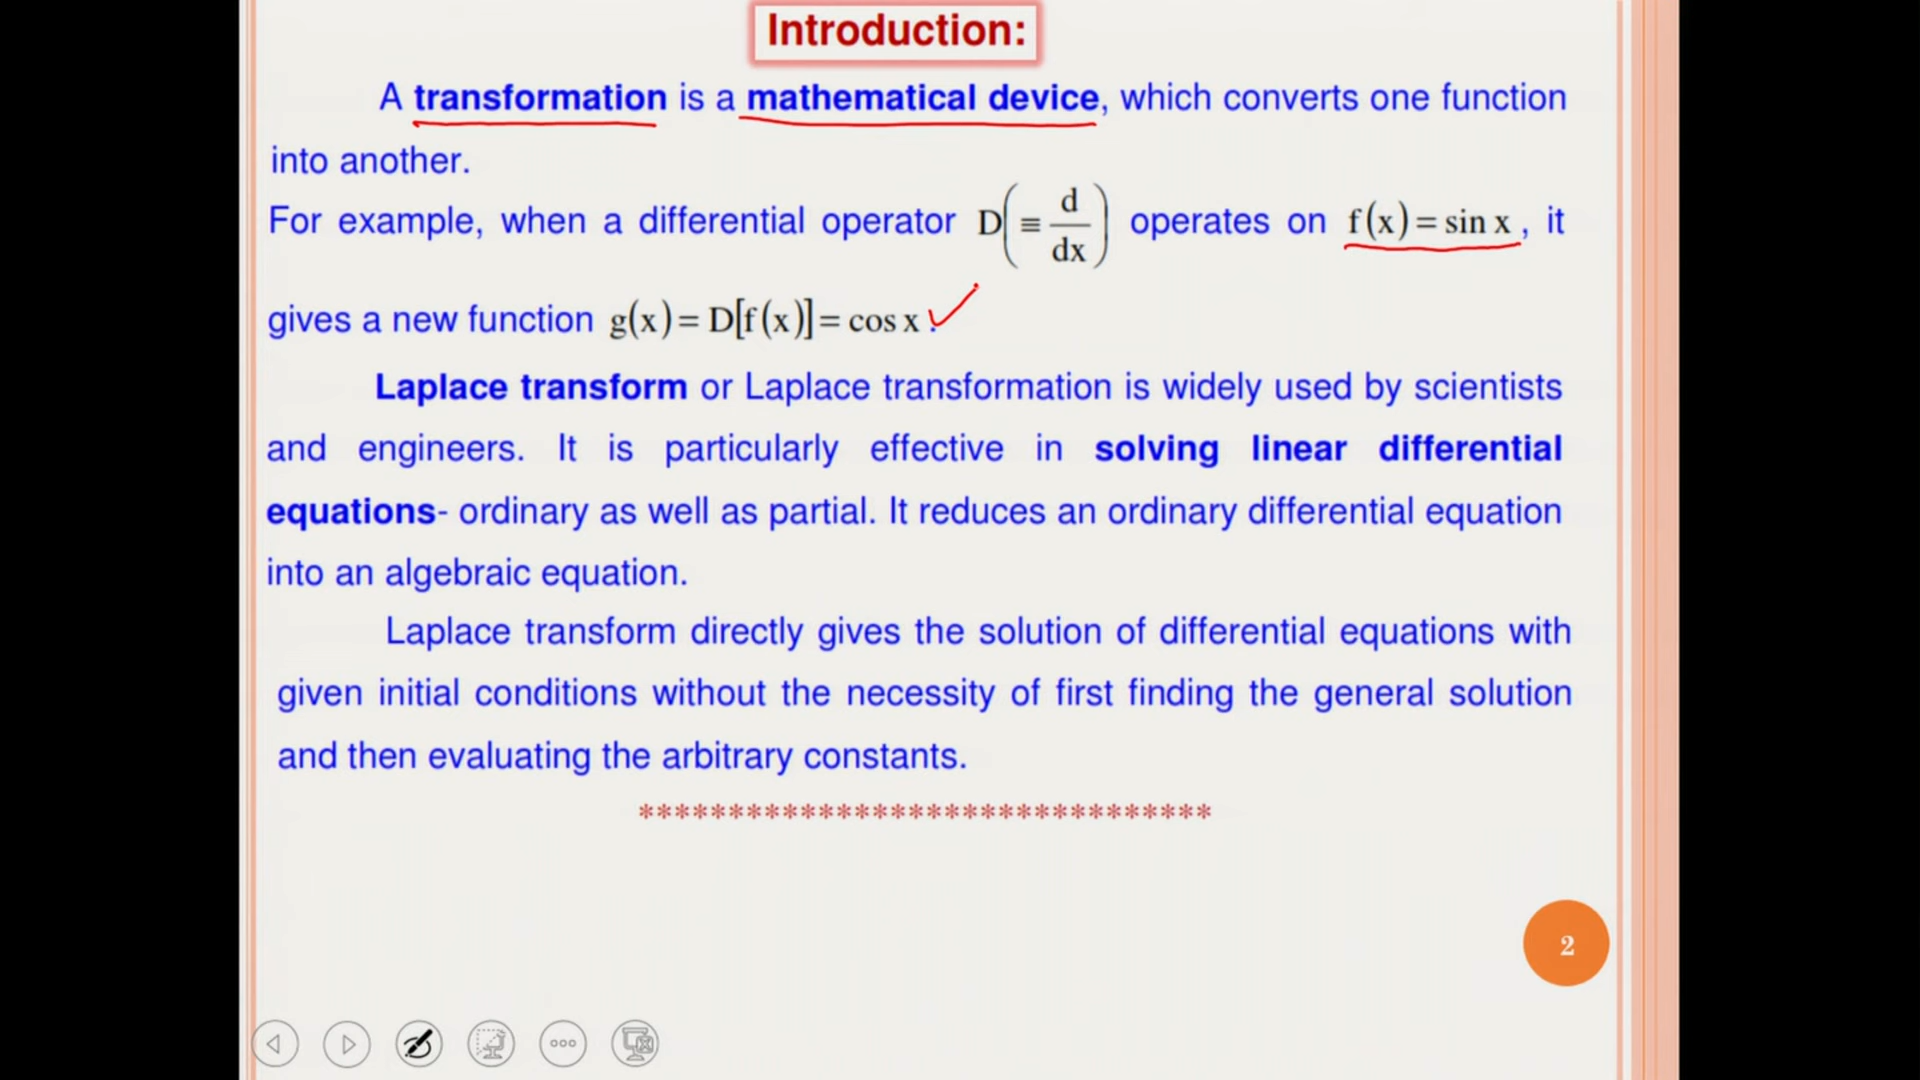 Introduction:
A transformation is a mathematical device, which converts one function
into another.
For example, when a differential operator D(≡ d/dx) operates on f(x) = sin x , it
gives a new function g(x) = D[f(x)] = cos x .
Laplace transform or Laplace transformation is widely used by scientists
and engineers. It is particularly effective in solving linear differential
equations- ordinary as well as partial. It reduces an ordinary differential equation
into an algebraic equation.
Laplace transform directly gives the solution of differential equations with
given initial conditions without the necessity of first finding the general solution
and then evaluating the arbitrary constants.
********************************
2